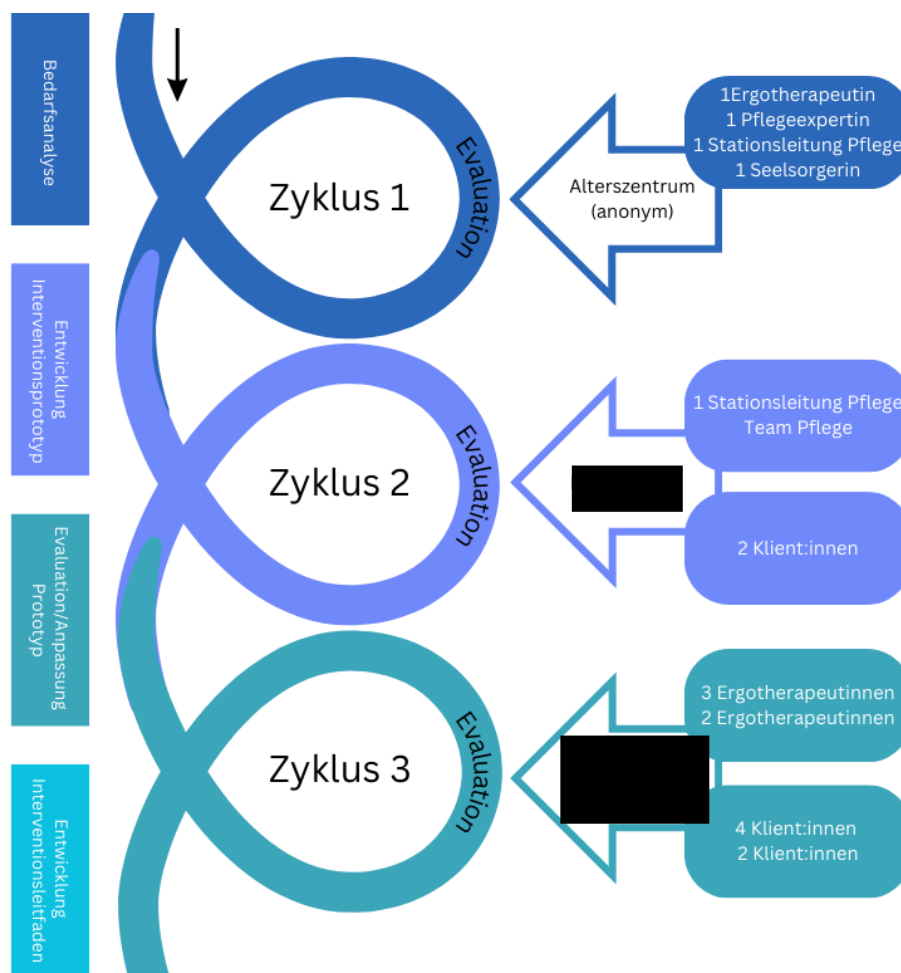 Bedarfsanalyse
Zyklus 1
Evaluation
Alterszentrum
(anonym)
1Ergotherapeutin
1 Pflegeexpertin
1 Stationsleitung Pflege
1 Seelsorgerin
Entwicklung
Interventionsprototyp
Zyklus 2
Evaluation
1 Stationsleitung Pflege
Team Pflege
2 Klient:innen
Evaluation/Anpassung
Prototyp
Zyklus 3
Evaluation
3 Ergotherapeutinnen
2 Ergotherapeutinnen
4 Klient:innen
2 Klient:innen
Entwicklung
Interventionsleitfaden